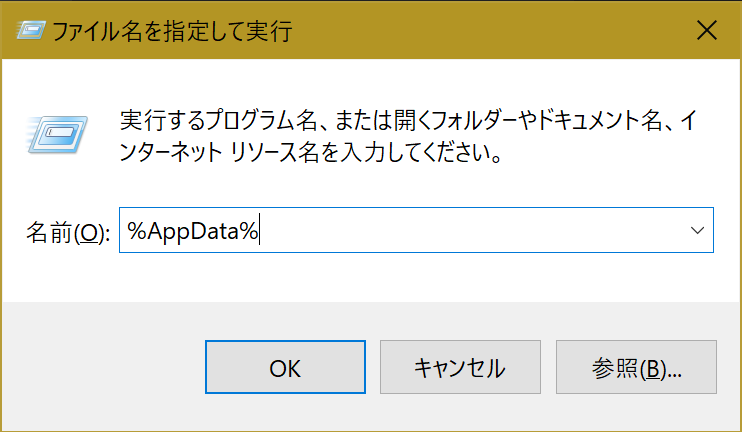 ファイル名を指定して実行
実行するプログラム名、または開くフォルダーやドキュメント名、イ
ンターネット リソース名を入力してください。
名前(O): %AppData%
OK キャンセル 参照(B)...